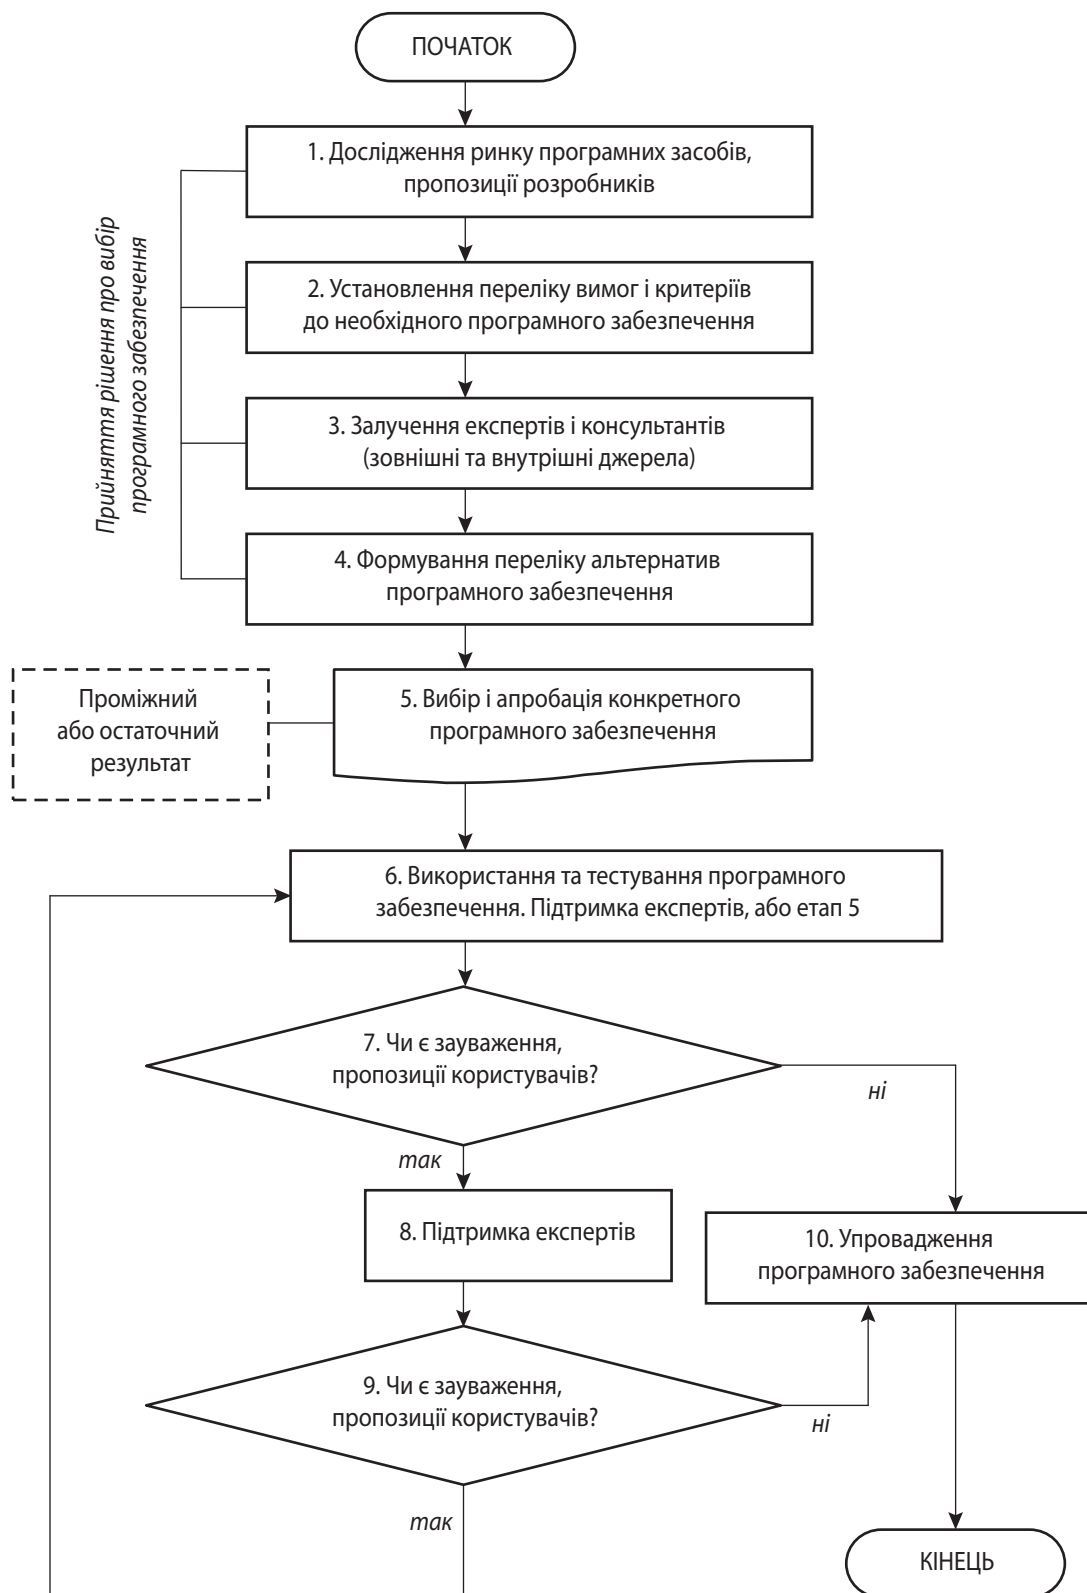 ПОЧАТОК
1. Дослідження ринку програмних засобів,
пропозиції розробників
Прийняття рішення про вибір
програмного забезпечення
2. Установлення переліку вимог і критеріїв
до необхідного програмного забезпечення
3. Залучення експертів і консультантів
(зовнішні та внутрішні джерела)
4. Формування переліку альтернатив
програмного забезпечення
Проміжний
або остаточний
результат
5. Вибір і апробація конкретного
програмного забезпечення
6. Використання та тестування програмного
забезпечення. Підтримка експертів, або етап 5
7. Чи є зауваження,
пропозиції користувачів?
ні
так
8. Підтримка експертів
10. Упровадження
програмного забезпечення
9. Чи є зауваження,
пропозиції користувачів?
ні
так
КІНЕЦЬ